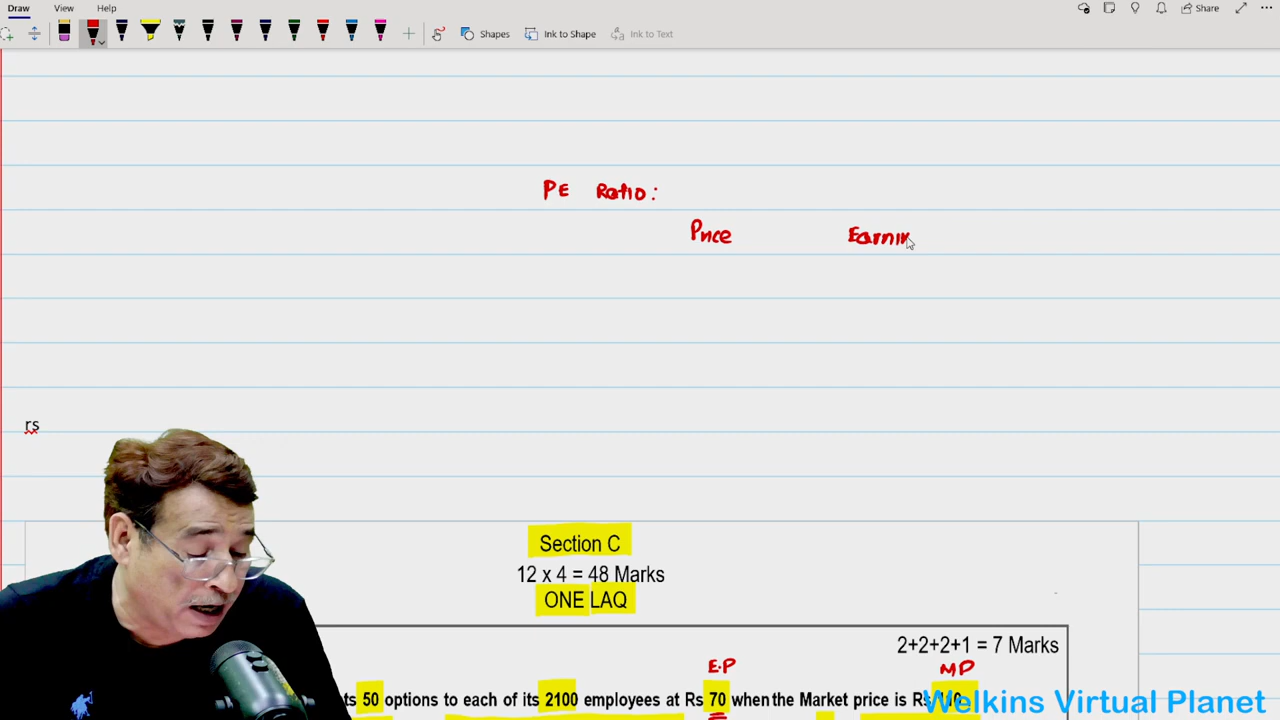 Draw View Help Share
Shapes Ink to Shape Ink to Text
PE Ratio:
Price Earnin
rs
Section C
12 x 4 = 48 Marks
ONE LAQ
2+2+2+1 = 7 Marks
E.P MP
ts 50 options to each of its 2100 employees at Rs 70 when the Market price is Rs
Welkins Virtual Planet